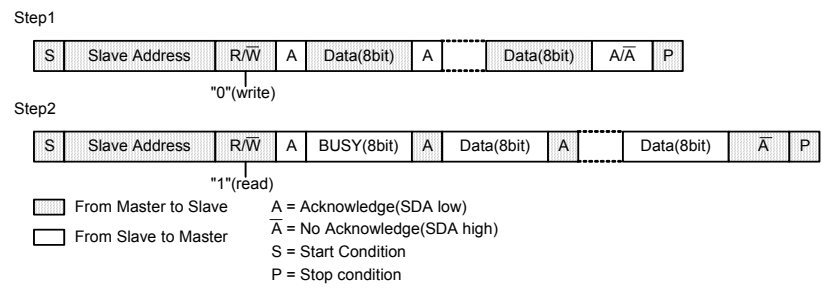 Step1
S Slave Address R/W̅ A Data(8bit) A Data(8bit) A/A̅ P
"0"(write)
Step2
S Slave Address R/W̅ A BUSY(8bit) A Data(8bit) A Data(8bit) A̅ P
"1"(read)
From Master to Slave A = Acknowledge(SDA low)
A̅ = No Acknowledge(SDA high)
From Slave to Master
S = Start Condition
P = Stop condition